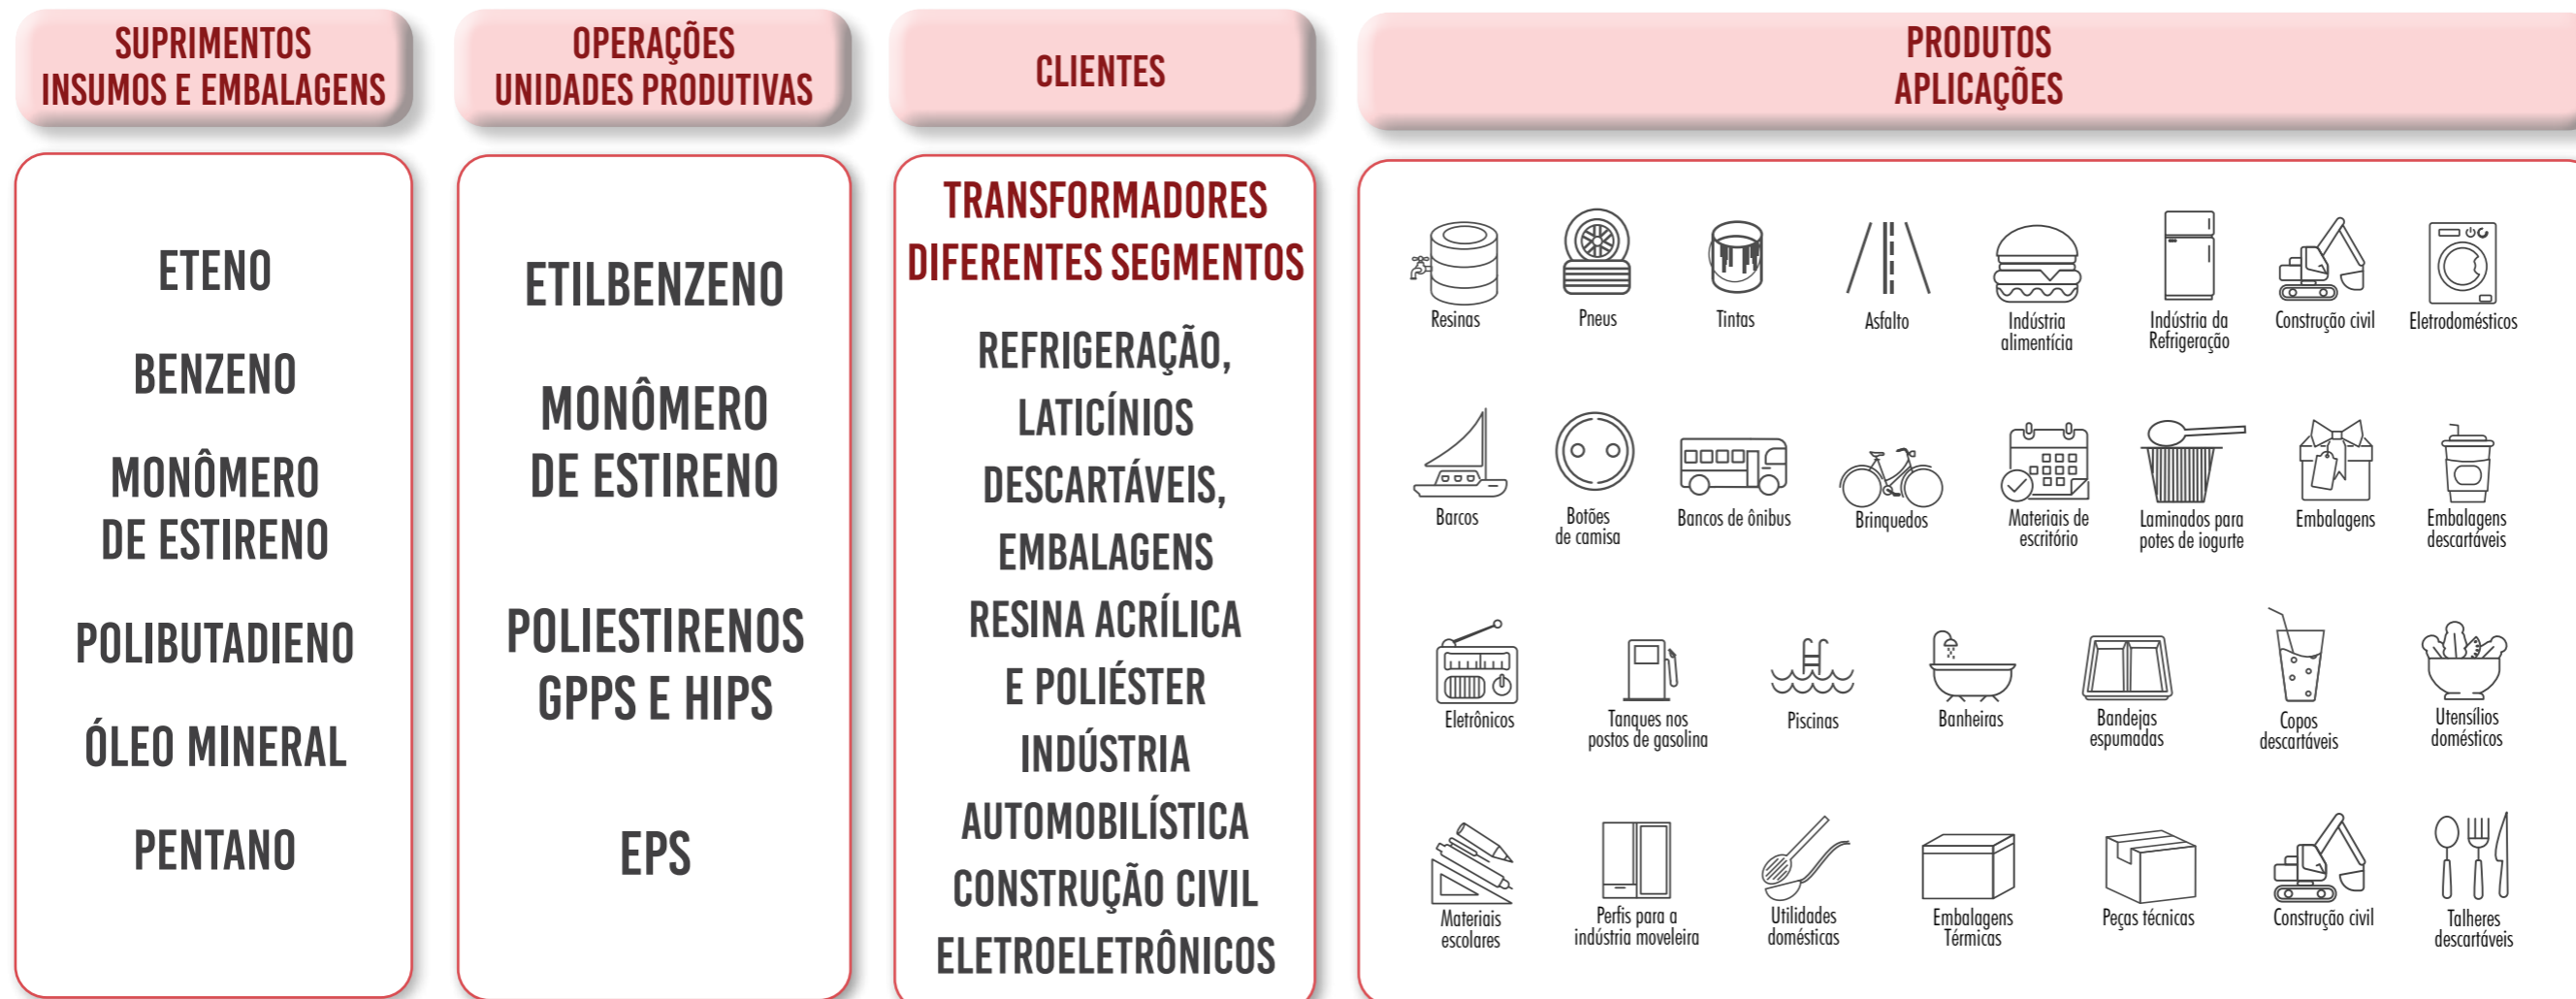 SUPRIMENTOS
INSUMOS E EMBALAGENS
ETENO
BENZENO
MONÔMERO
DE ESTIRENO
POLIBUTADIENO
ÓLEO MINERAL
PENTANO
OPERAÇÕES
UNIDADES PRODUTIVAS
ETILBENZENO
MONÔMERO
DE ESTIRENO
POLIESTIRENOS
GPPS E HIPS
EPS
CLIENTES
TRANSFORMADORES
DIFERENTES SEGMENTOS
REFRIGERAÇÃO,
LATICÍNIOS
DESCARTÁVEIS,
EMBALAGENS
RESINA ACRÍLICA
E POLIÉSTER
INDÚSTRIA
AUTOMOBILÍSTICA
CONSTRUÇÃO CIVIL
ELETROELETRÔNICOS
PRODUTOS
APLICAÇÕES
Resinas
Pneus
Tintas
Asfalto
Indústria
alimentícia
Indústria da
Refrigeração
Construção civil
Eletrodomésticos
Barcos
Botões
de camisa
Bancos de ônibus
Brinquedos
Materiais de
escritório
Laminados para
potes de iogurte
Embalagens
Embalagens
descartáveis
Eletrônicos
Tanques nos
postos de gasolina
Piscinas
Banheiras
Bandejas
espumadas
Copos
descartáveis
Utensílios
domésticos
Materiais
escolares
Perfis para a
indústria moveleira
Utilidades
domésticas
Embalagens
Térmicas
Peças técnicas
Construção civil
Talheres
descartáveis